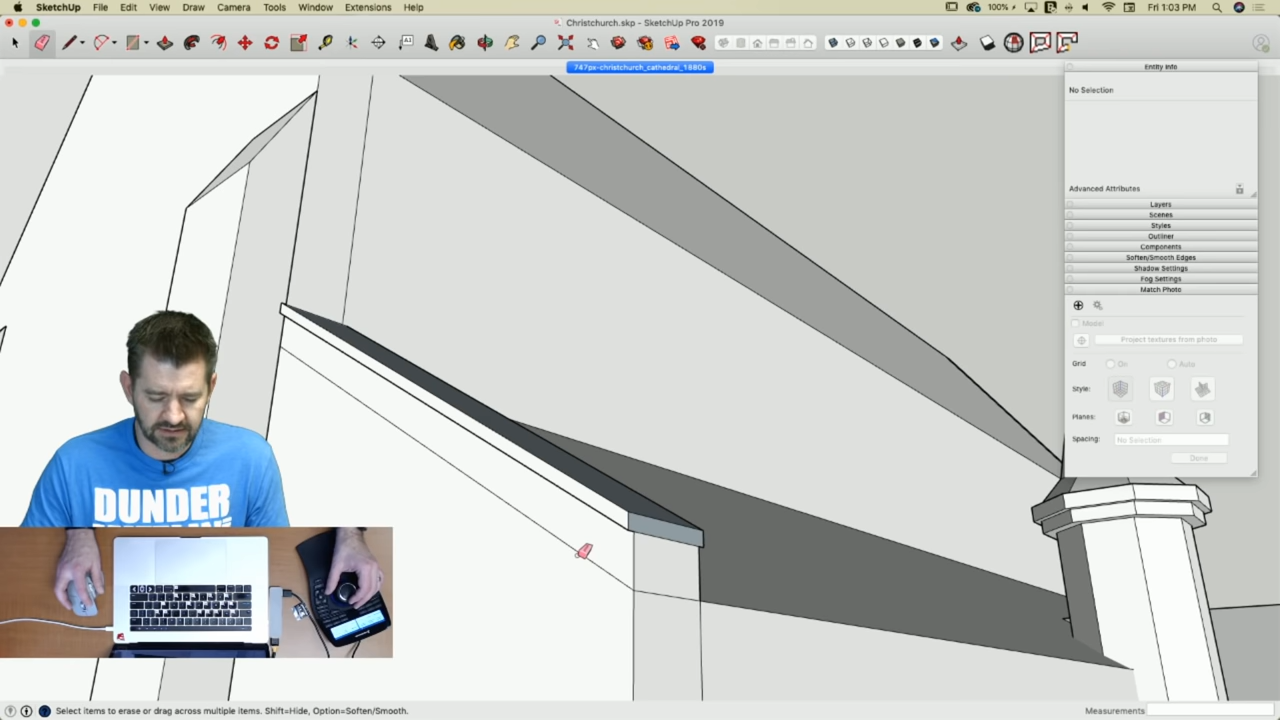 SketchUp File Edit View Draw Camera Tools Window Extensions Help
100% Fri 1:03 PM
Christchurch.skp - SketchUp Pro 2019
747px-christchurch_cathedral_1880s
Entity Info
No Selection
Advanced Attributes
Layers
Scenes
Styles
Outliner
Components
Soften/Smooth Edges
Shadow Settings
Fog Settings
Match Photo
Model
Project textures from photo
Grid On Auto
Style:
Planes:
Spacing: No Selection
Done
DUNDER
Select items to erase or drag across multiple items. Shift=Hide, Option=Soften/Smooth.
Measurements